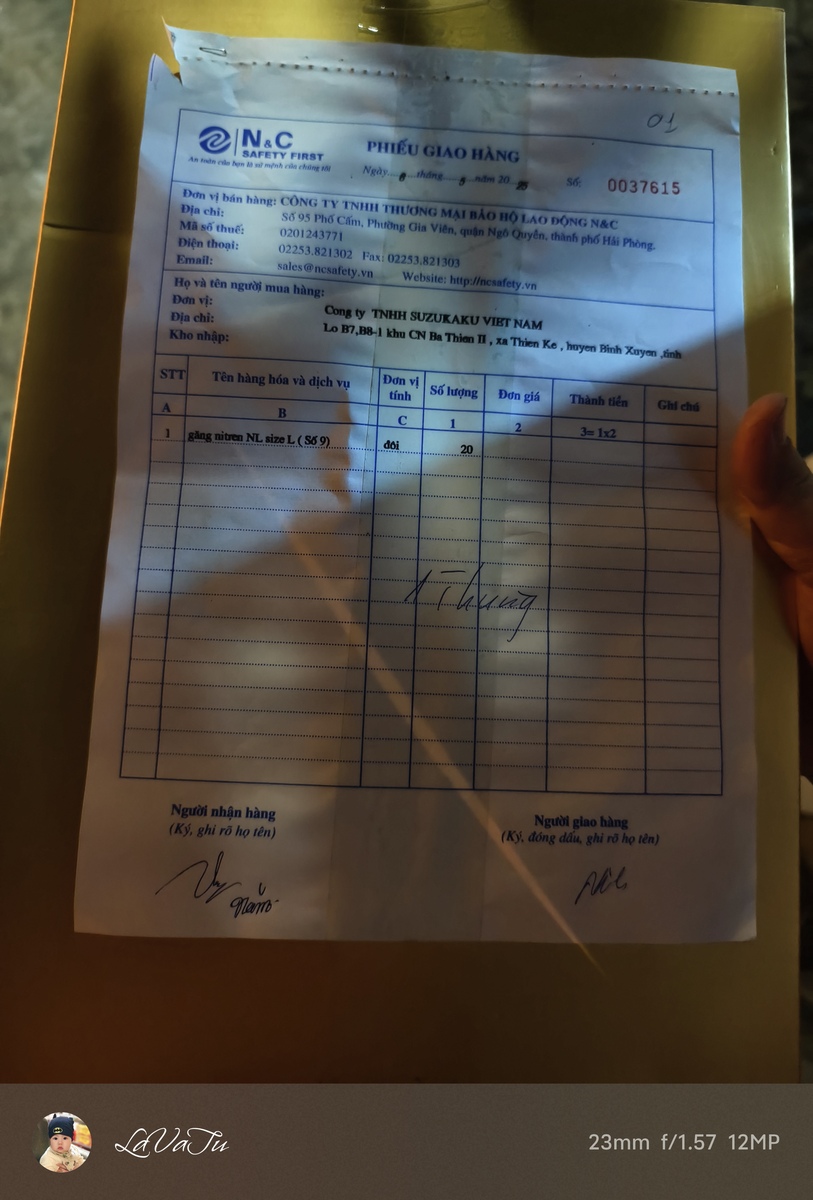 01
N&C
SAFETY FIRST
An toàn của bạn là sứ mệnh của chúng tôi
PHIẾU GIAO HÀNG
Ngày 8 tháng 5 năm 20
Số: 0037615
Đơn vị bán hàng: CÔNG TY TNHH THƯƠNG MẠI BẢO HỘ LAO ĐỘNG N&C
Địa chỉ: Số 95 Phố Cấm, Phường Gia Viên, quận Ngô Quyền, thành phố Hải Phòng.
Mã số thuế: 0201243771
Điện thoại: 02253.821302 Fax: 02253.821303
Email: sales@ncsafety.vn Website: http://ncsafety.vn
Họ và tên người mua hàng:
Đơn vị: Cong ty TNHH SUZUKAKU VIET NAM
Địa chỉ: Lo B7,B8-1 khu CN Ba Thien II , xa Thien Ke , huyen Binh Xuyen ,tinh
Kho nhập:
STT Tên hàng hóa và dịch vụ Đơn vị tính Số lượng Đơn giá Thành tiền Ghi chú
A B C 1 2 3= 1x2
1 găng nitren NL size L ( Số 9) đôi 20
1 Thung
Người nhận hàng
(Ký, ghi rõ họ tên)
Người giao hàng
(Ký, đóng dấu, ghi rõ họ tên)
LaVaTu
23mm f/1.57 12MP